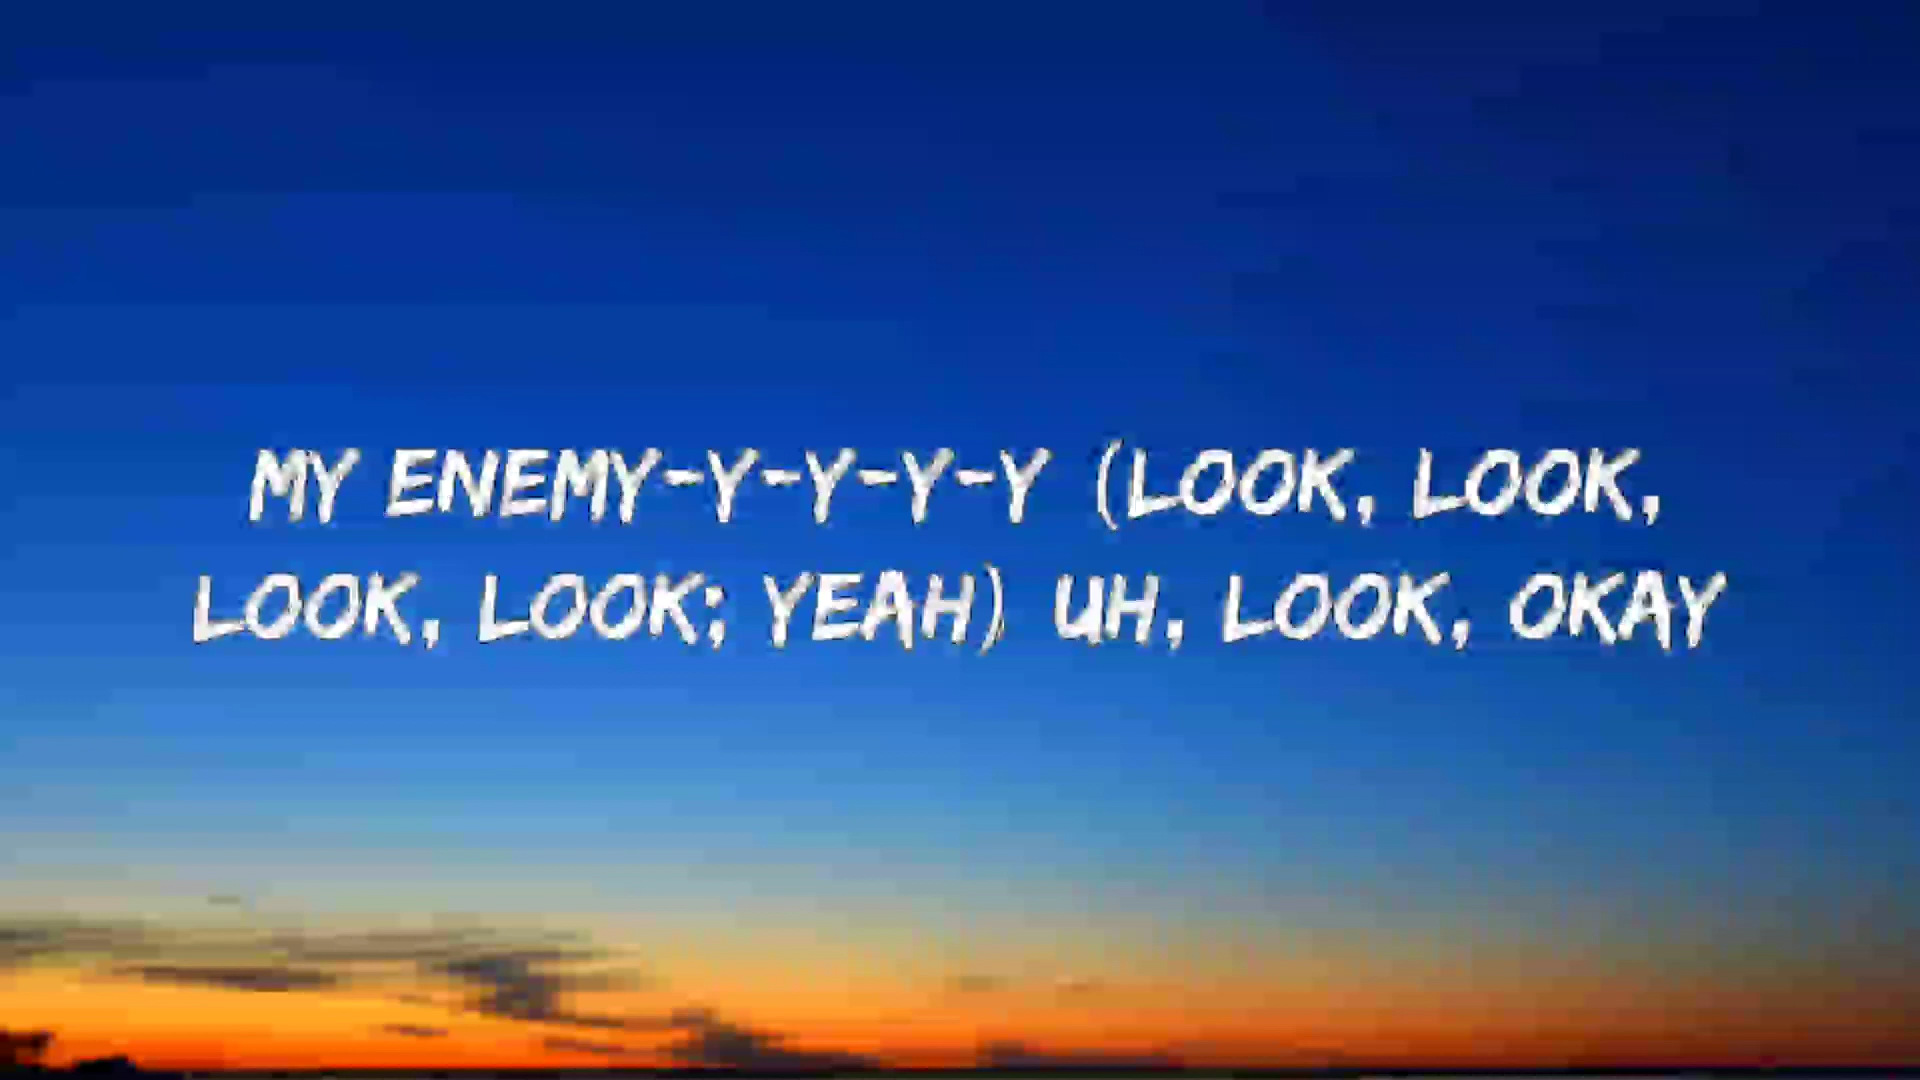 MY ENEMY-Y-Y-Y-Y (LOOK, LOOK,
LOOK, LOOK; YEAH) UH, LOOK, OKAY